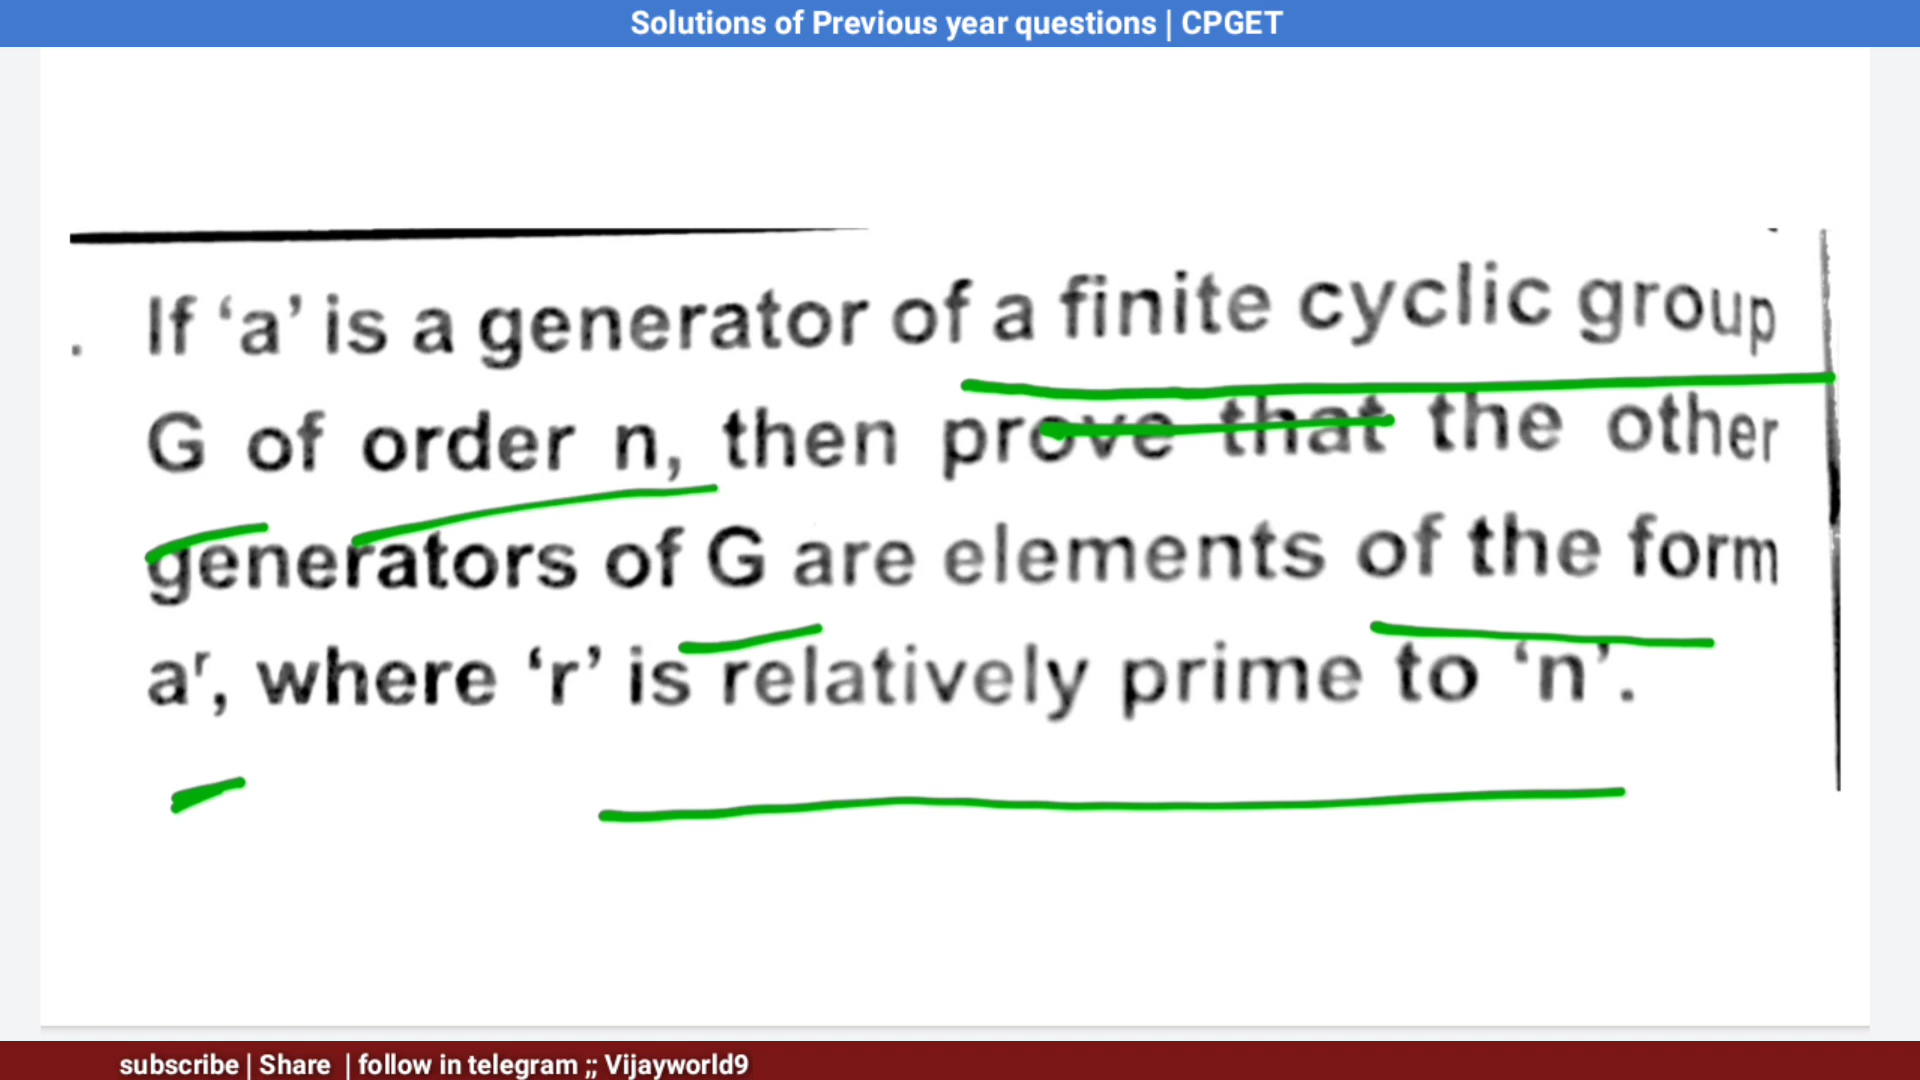 Solutions of Previous year questions | CPGET
. If ‘a’ is a generator of a finite cyclic group
G of order n, then prove that the other
generators of G are elements of the form
aʳ, where ‘r’ is relatively prime to ‘n’.
subscribe | Share | follow in telegram ;; Vijayworld9